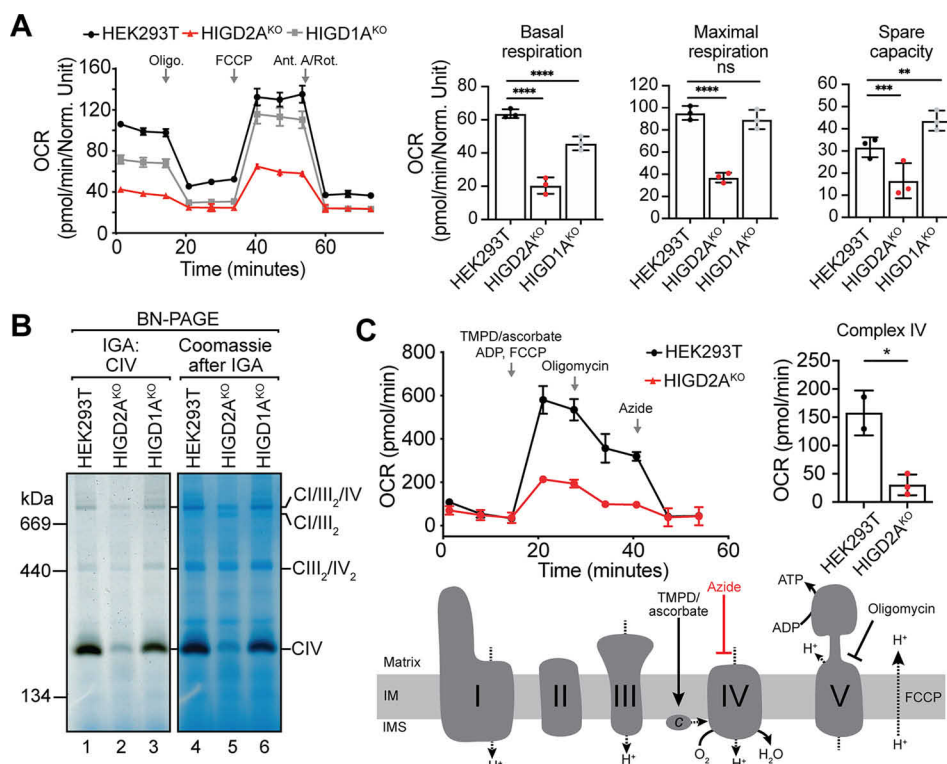 A
HEK293T HIGD2AKO HIGD1AKO
Oligo. FCCP Ant. A/Rot.
OCR
(pmol/min/Norm. Unit)
160
120
80
40
0
0 20 40 60
Time (minutes)
Basal
respiration
****
****
OCR
(pmol/min/Norm. Unit)
80
60
40
20
0
HEK293T
HIGD2AKO
HIGD1AKO
Maximal
respiration
ns
****
120
100
80
60
40
20
0
HEK293T
HIGD2AKO
HIGD1AKO
Spare
capacity
**
***
60
50
40
30
20
10
0
HEK293T
HIGD2AKO
HIGD1AKO
B
BN-PAGE
IGA:
CIV
Coomassie
after IGA
HEK293T
HIGD2AKO
HIGD1AKO
HEK293T
HIGD2AKO
HIGD1AKO
kDa
669
440
134
CI/III2/IV
CI/III2
CIII2/IV2
CIV
1 2 3 4 5 6
C
TMPD/ascorbate
ADP, FCCP
Oligomycin
Azide
HEK293T
HIGD2AKO
OCR (pmol/min)
800
600
400
200
0
0 20 40 60
Time (minutes)
Complex IV
*
OCR (pmol/min)
200
150
100
50
0
HEK293T
HIGD2AKO
TMPD/
ascorbate
Azide
ATP
ADP
Oligomycin
H+
Matrix
IM
IMS
I II III IV V
C
FCCP
O2 H2O
H+ H+ H+ H+